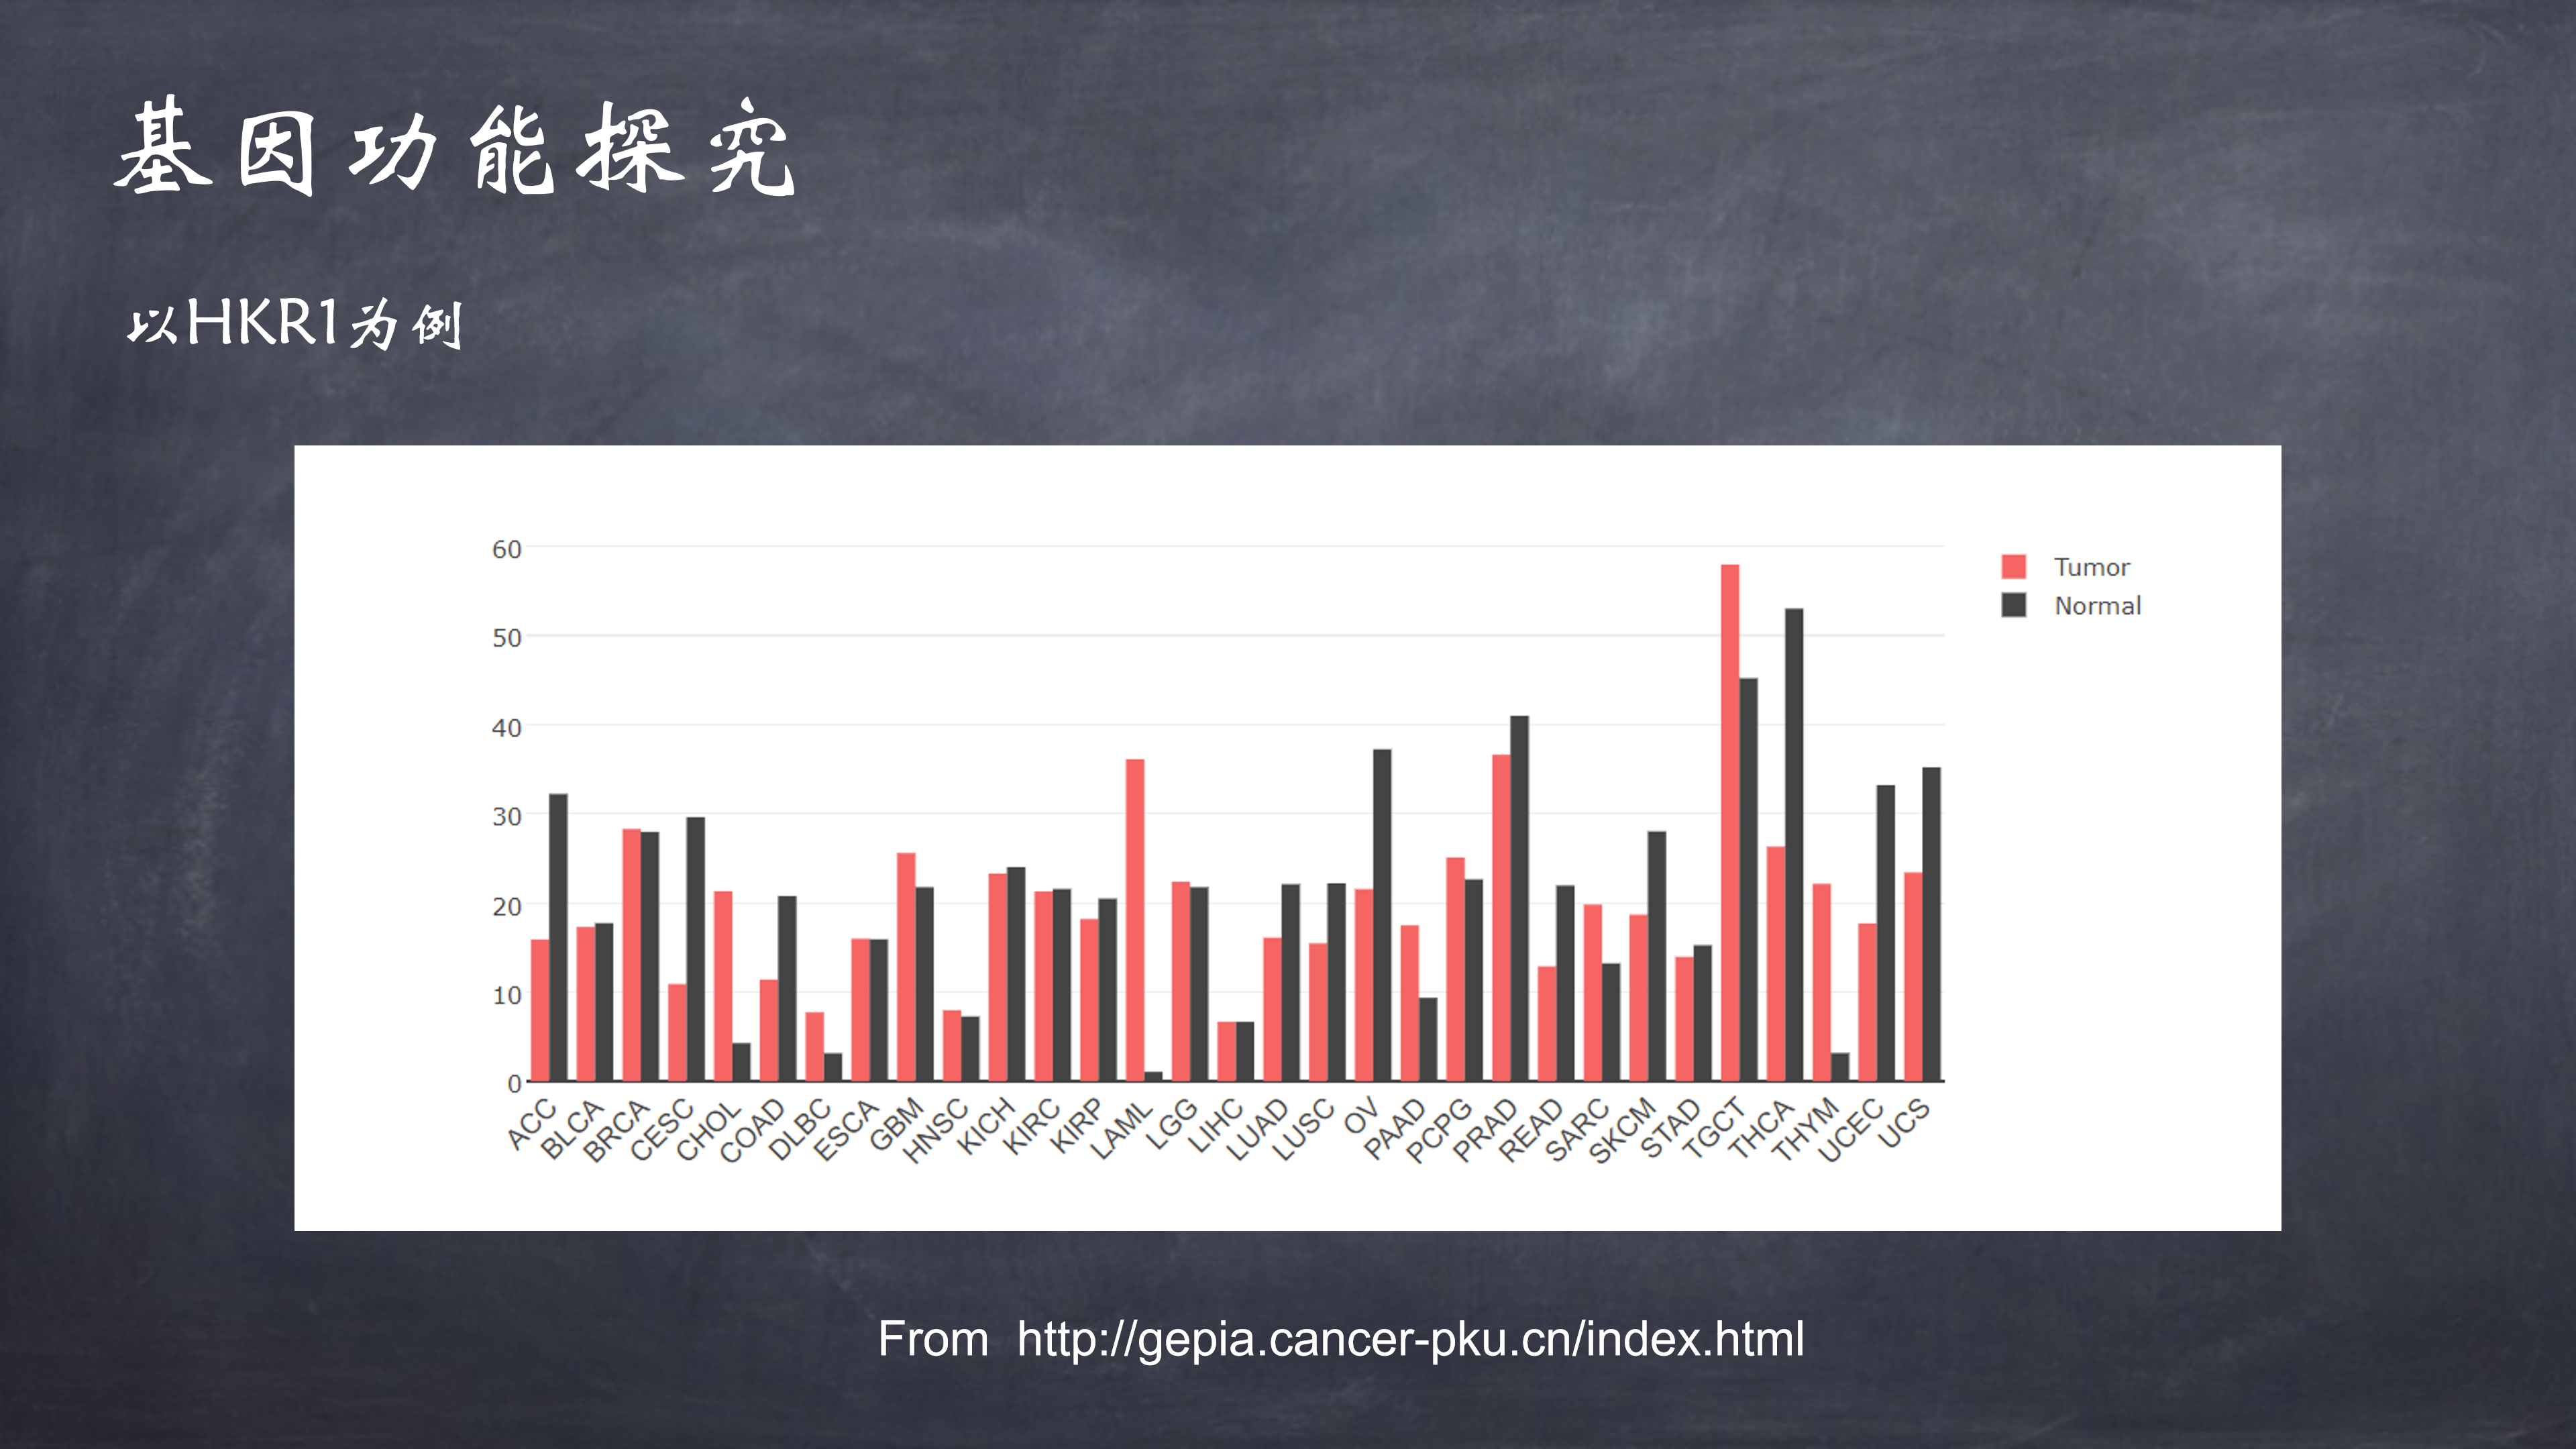 基因功能探究
以HKR1为例
60
50
40
30
20
10
0
Tumor
Normal
ACC
BLCA
BRCA
CESC
CHOL
COAD
DLBC
ESCA
GBM
HNSC
KICH
KIRC
KIRP
LAML
LGG
LIHC
LUAD
LUSC
OV
PAAD
PCPG
PRAD
READ
SARC
SKCM
STAD
TGCT
THCA
THYM
UCEC
UCS
From http://gepia.cancer-pku.cn/index.html